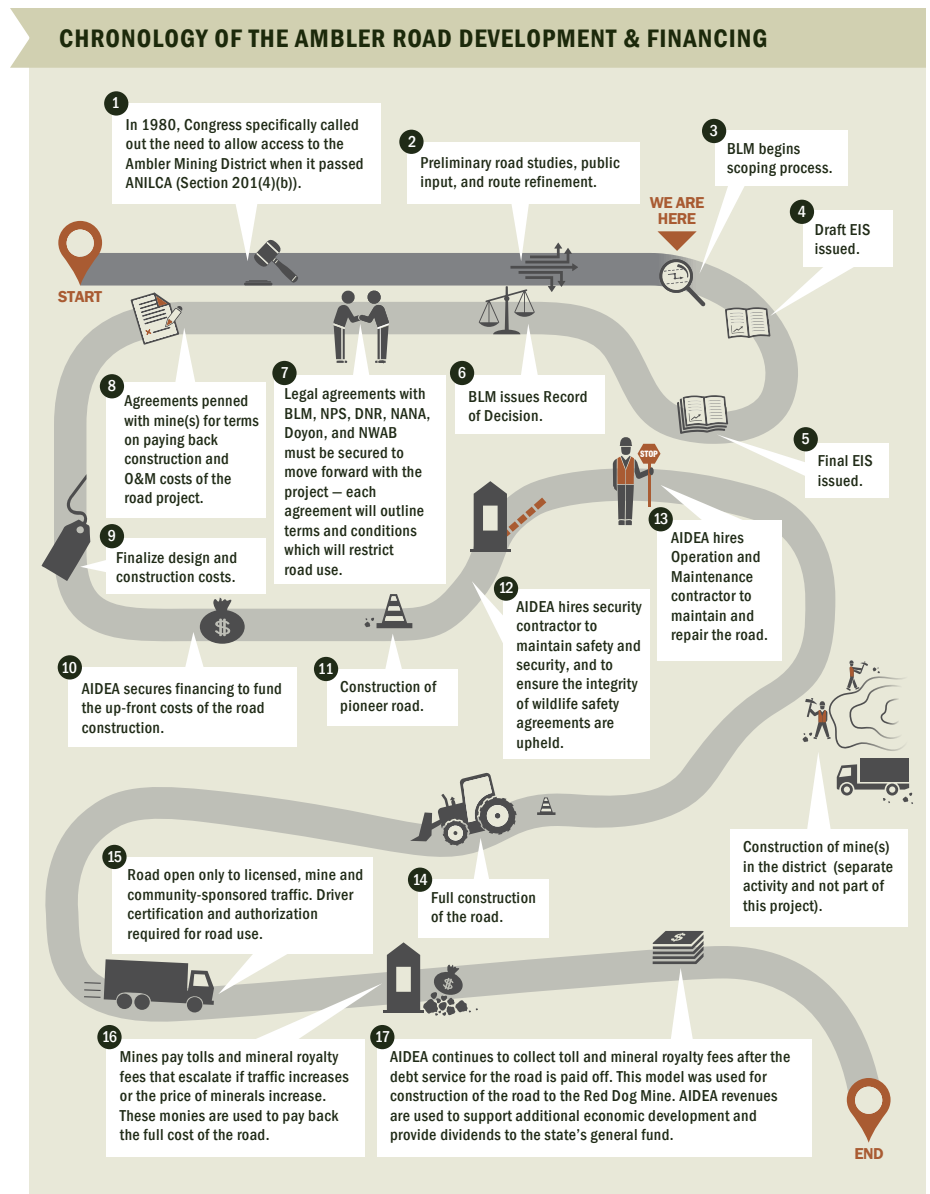 CHRONOLOGY OF THE AMBLER ROAD DEVELOPMENT & FINANCING
1
In 1980, Congress specifically called
out the need to allow access to the
Ambler Mining District when it passed
ANILCA (Section 201(4)(b)).
2
Preliminary road studies, public
input, and route refinement.
3
BLM begins
scoping process.
WE ARE
HERE
4
Draft EIS
issued.
START
5
Final EIS
issued.
6
BLM issues Record
of Decision.
7
Legal agreements with
BLM, NPS, DNR, NANA,
Doyon, and NWAB
must be secured to
move forward with the
project — each
agreement will outline
terms and conditions
which will restrict
road use.
8
Agreements penned
with mine(s) for terms
on paying back
construction and
O&M costs of the
road project.
9
Finalize design and
construction costs.
$
10
AIDEA secures financing to fund
the up-front costs of the road
construction.
11
Construction of
pioneer road.
12
AIDEA hires security
contractor to
maintain safety and
security, and to
ensure the integrity
of wildlife safety
agreements are
upheld.
STOP
13
AIDEA hires
Operation and
Maintenance
contractor to
maintain and
repair the road.
Construction of mine(s)
in the district (separate
activity and not part of
this project).
14
Full construction
of the road.
15
Road open only to licensed, mine and
community-sponsored traffic. Driver
certification and authorization
required for road use.
$
$
16
Mines pay tolls and mineral royalty
fees that escalate if traffic increases
or the price of minerals increase.
These monies are used to pay back
the full cost of the road.
17
AIDEA continues to collect toll and mineral royalty fees after the
debt service for the road is paid off. This model was used for
construction of the road to the Red Dog Mine. AIDEA revenues
are used to support additional economic development and
provide dividends to the state's general fund.
END